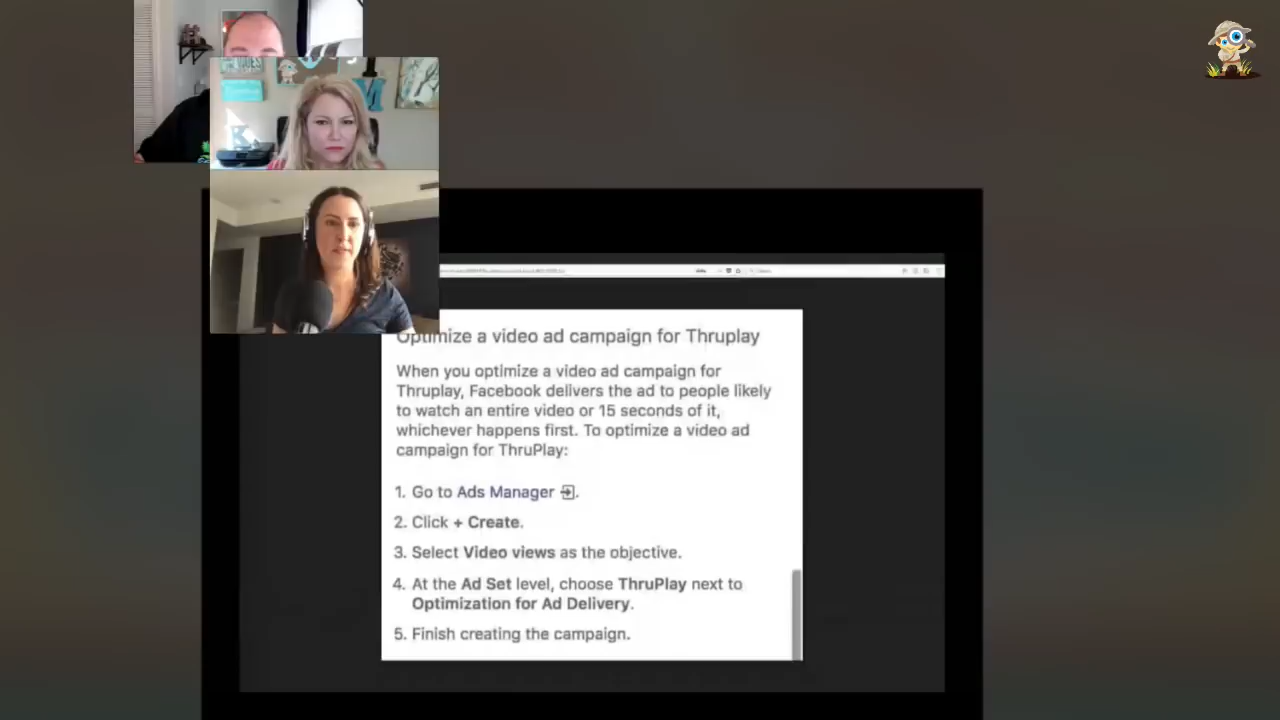 Optimize a video ad campaign for Thruplay
When you optimize a video ad campaign for
Thruplay, Facebook delivers the ad to people likely
to watch an entire video or 15 seconds of it,
whichever happens first. To optimize a video ad
campaign for ThruPlay:
1. Go to Ads Manager.
2. Click + Create.
3. Select Video views as the objective.
4. At the Ad Set level, choose ThruPlay next to
Optimization for Ad Delivery.
5. Finish creating the campaign.